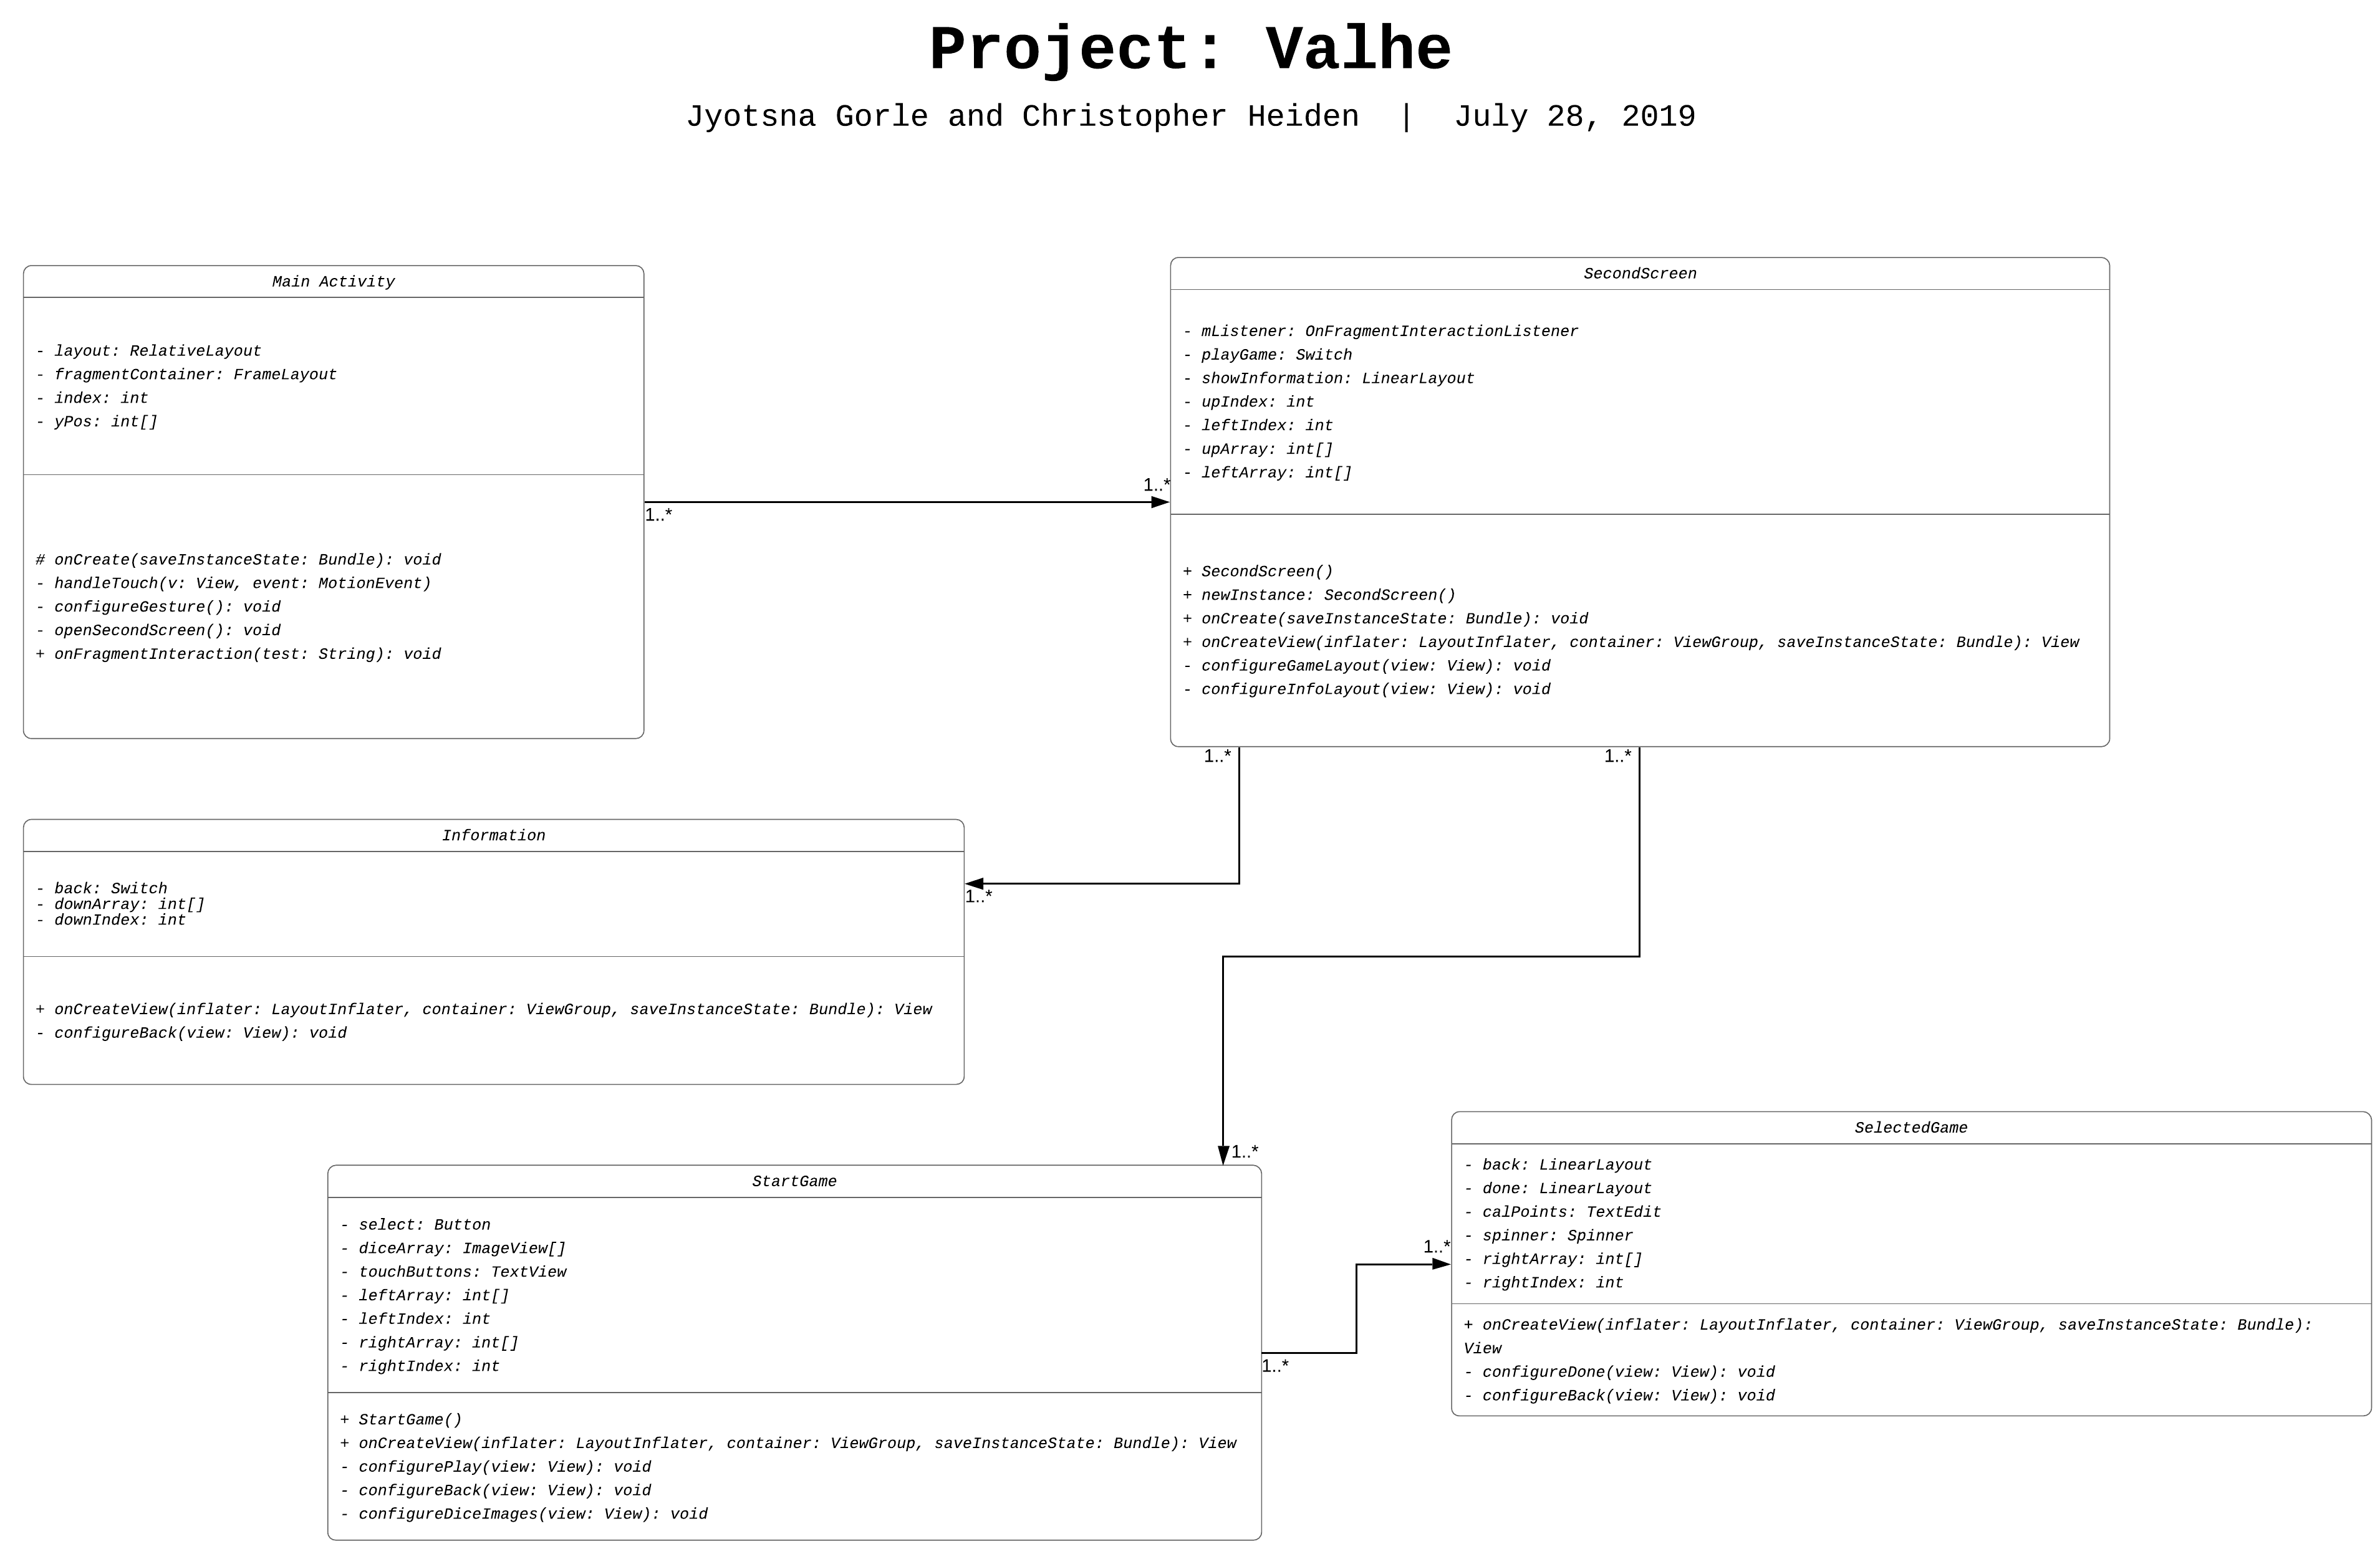 Project: Valhe
Jyotsna Gorle and Christopher Heiden | July 28, 2019
Main Activity
- layout: RelativeLayout
- fragmentContainer: FrameLayout
- index: int
- yPos: int[]
# onCreate(saveInstanceState: Bundle): void
- handleTouch(v: View, event: MotionEvent)
- configureGesture(): void
- openSecondScreen(): void
+ onFragmentInteraction(test: String): void
1..*
1..*
SecondScreen
- mListener: OnFragmentInteractionListener
- playGame: Switch
- showInformation: LinearLayout
- upIndex: int
- leftIndex: int
- upArray: int[]
- leftArray: int[]
+ SecondScreen()
+ newInstance: SecondScreen()
+ onCreate(saveInstanceState: Bundle): void
+ onCreateView(inflater: LayoutInflater, container: ViewGroup, saveInstanceState: Bundle): View
- configureGameLayout(view: View): void
- configureInfoLayout(view: View): void
1..*
1..*
Information
- back: Switch
- downArray: int[]
- downIndex: int
+ onCreateView(inflater: LayoutInflater, container: ViewGroup, saveInstanceState: Bundle): View
- configureBack(view: View): void
1..*
1..*
StartGame
- select: Button
- diceArray: ImageView[]
- touchButtons: TextView
- leftArray: int[]
- leftIndex: int
- rightArray: int[]
- rightIndex: int
+ StartGame()
+ onCreateView(inflater: LayoutInflater, container: ViewGroup, saveInstanceState: Bundle): View
- configurePlay(view: View): void
- configureBack(view: View): void
- configureDiceImages(view: View): void
1..*
1..*
SelectedGame
- back: LinearLayout
- done: LinearLayout
- calPoints: TextEdit
- spinner: Spinner
- rightArray: int[]
- rightIndex: int
+ onCreateView(inflater: LayoutInflater, container: ViewGroup, saveInstanceState: Bundle):
View
- configureDone(view: View): void
- configureBack(view: View): void